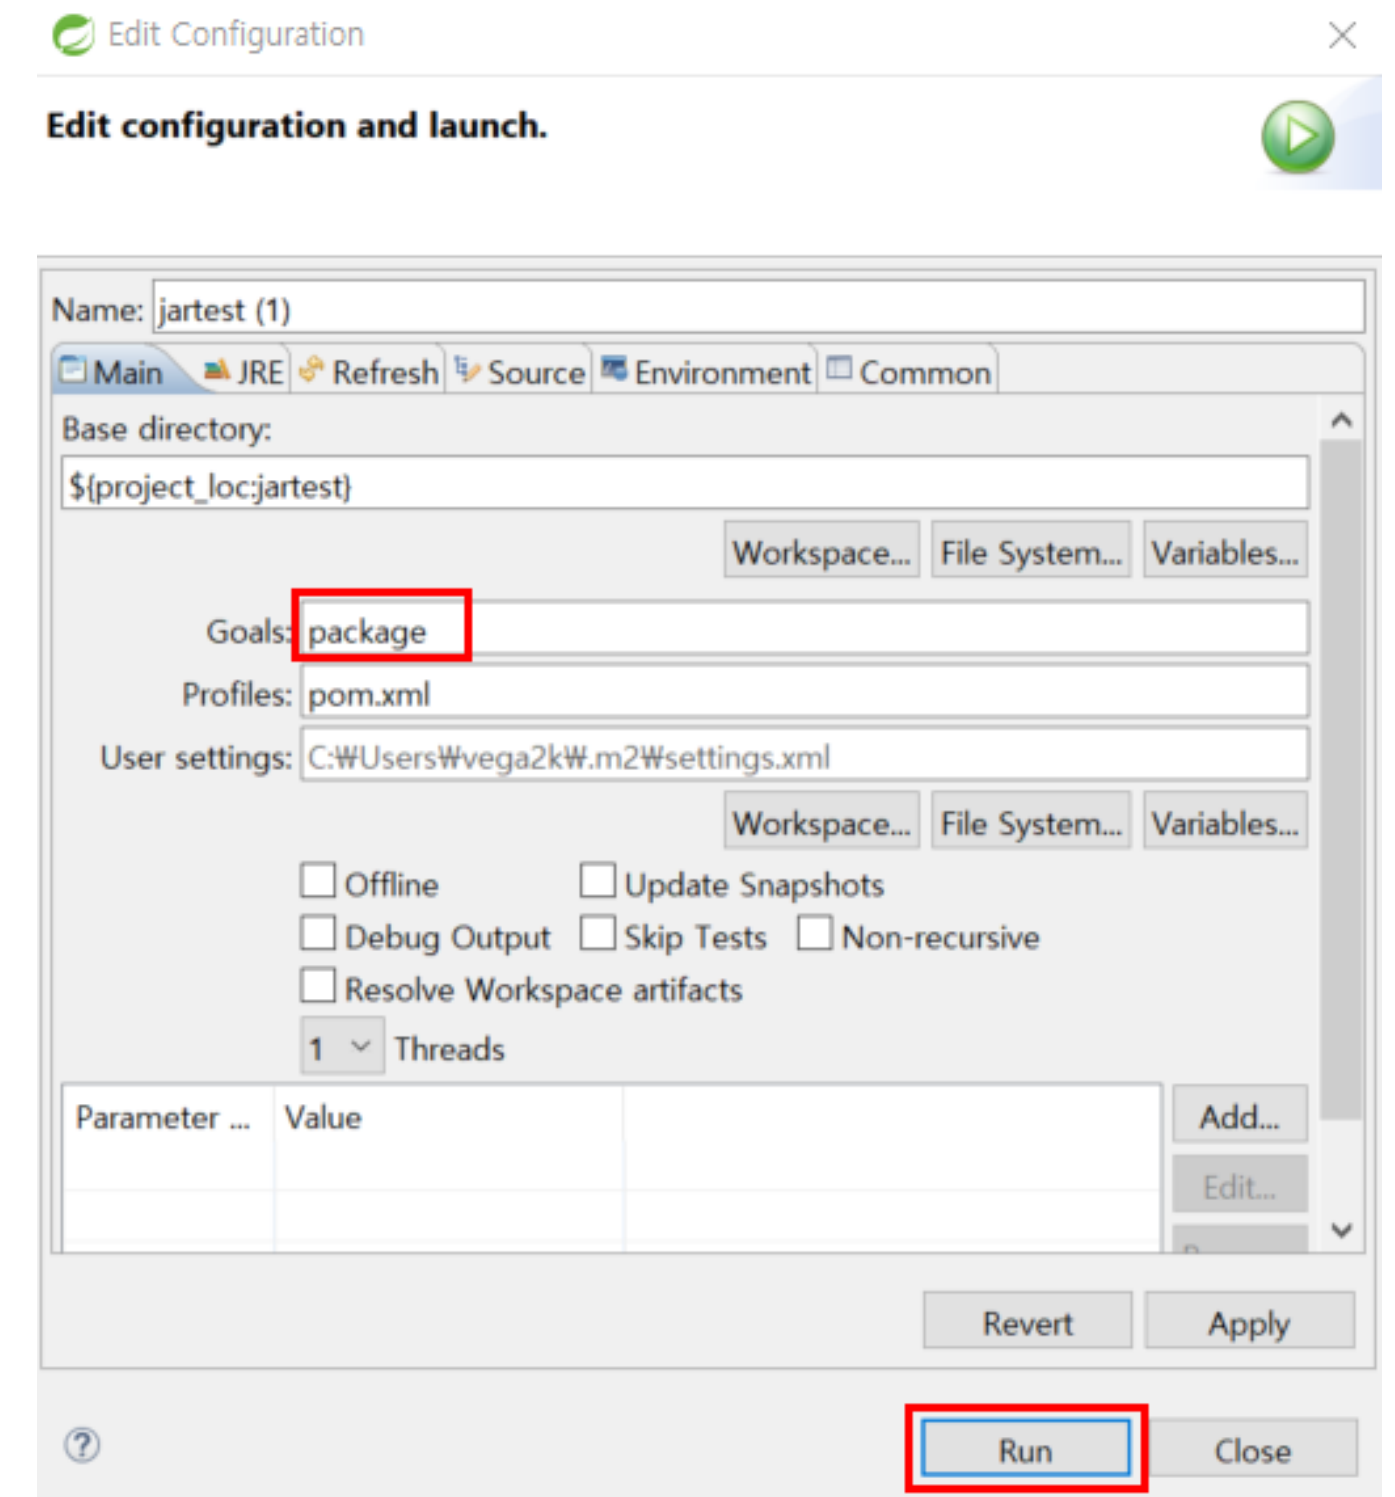 Edit Configuration
Edit configuration and launch.
Name: jartest (1)
Main JRE Refresh Source Environment Common
Base directory:
${project_loc:jartest}
Workspace... File System... Variables...
Goals: package
Profiles: pom.xml
User settings: C:₩Users₩vega2k₩.m2₩settings.xml
Workspace... File System... Variables...
Offline Update Snapshots
Debug Output Skip Tests Non-recursive
Resolve Workspace artifacts
1 Threads
Parameter ... Value Add...
Edit...
Revert Apply
Run Close